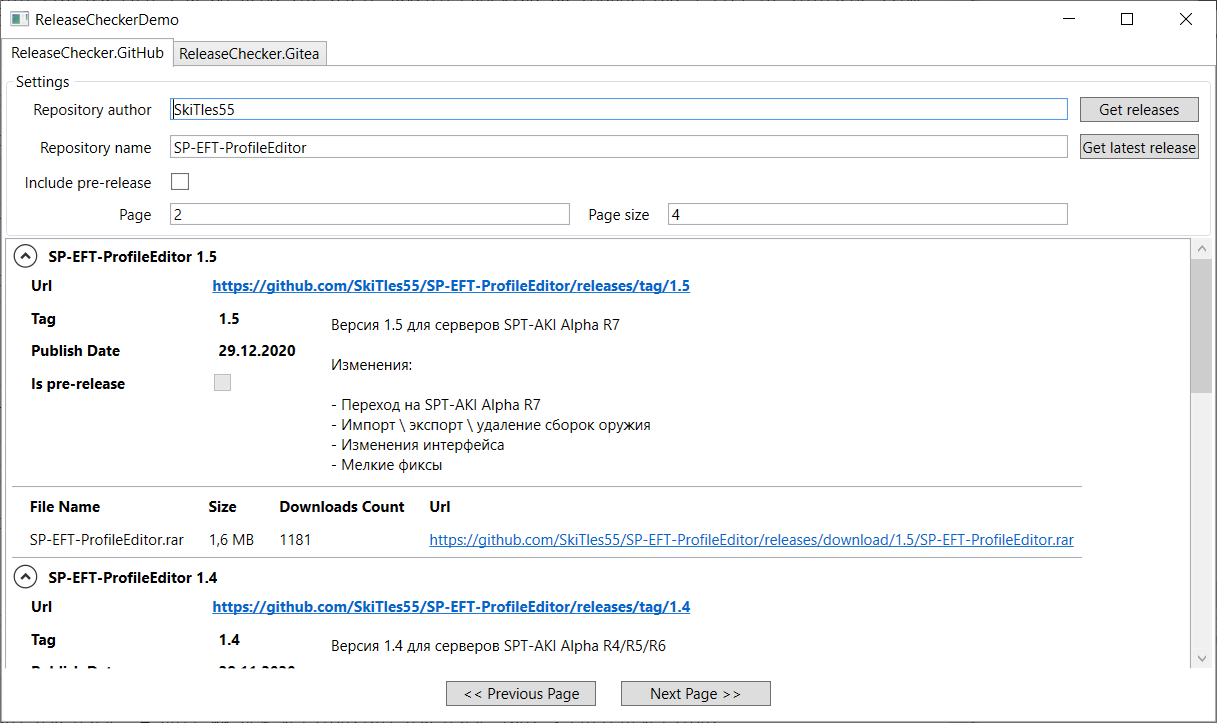 ReleaseCheckerDemo
ReleaseChecker.GitHub ReleaseChecker.Gitea
Settings
Repository author SkiTles55 Get releases
Repository name SP-EFT-ProfileEditor Get latest release
Include pre-release
Page 2 Page size 4
SP-EFT-ProfileEditor 1.5
Url https://github.com/SkiTles55/SP-EFT-ProfileEditor/releases/tag/1.5
Tag 1.5
Версия 1.5 для серверов SPT-AKI Alpha R7
Publish Date 29.12.2020
Изменения:
Is pre-release
- Переход на SPT-AKI Alpha R7
- Импорт \ экспорт \ удаление сборок оружия
- Изменения интерфейса
- Мелкие фиксы
File Name Size Downloads Count Url
SP-EFT-ProfileEditor.rar 1,6 MB 1181 https://github.com/SkiTles55/SP-EFT-ProfileEditor/releases/download/1.5/SP-EFT-ProfileEditor.rar
SP-EFT-ProfileEditor 1.4
Url https://github.com/SkiTles55/SP-EFT-ProfileEditor/releases/tag/1.4
Tag 1.4
Версия 1.4 для серверов SPT-AKI Alpha R4/R5/R6
<< Previous Page Next Page >>